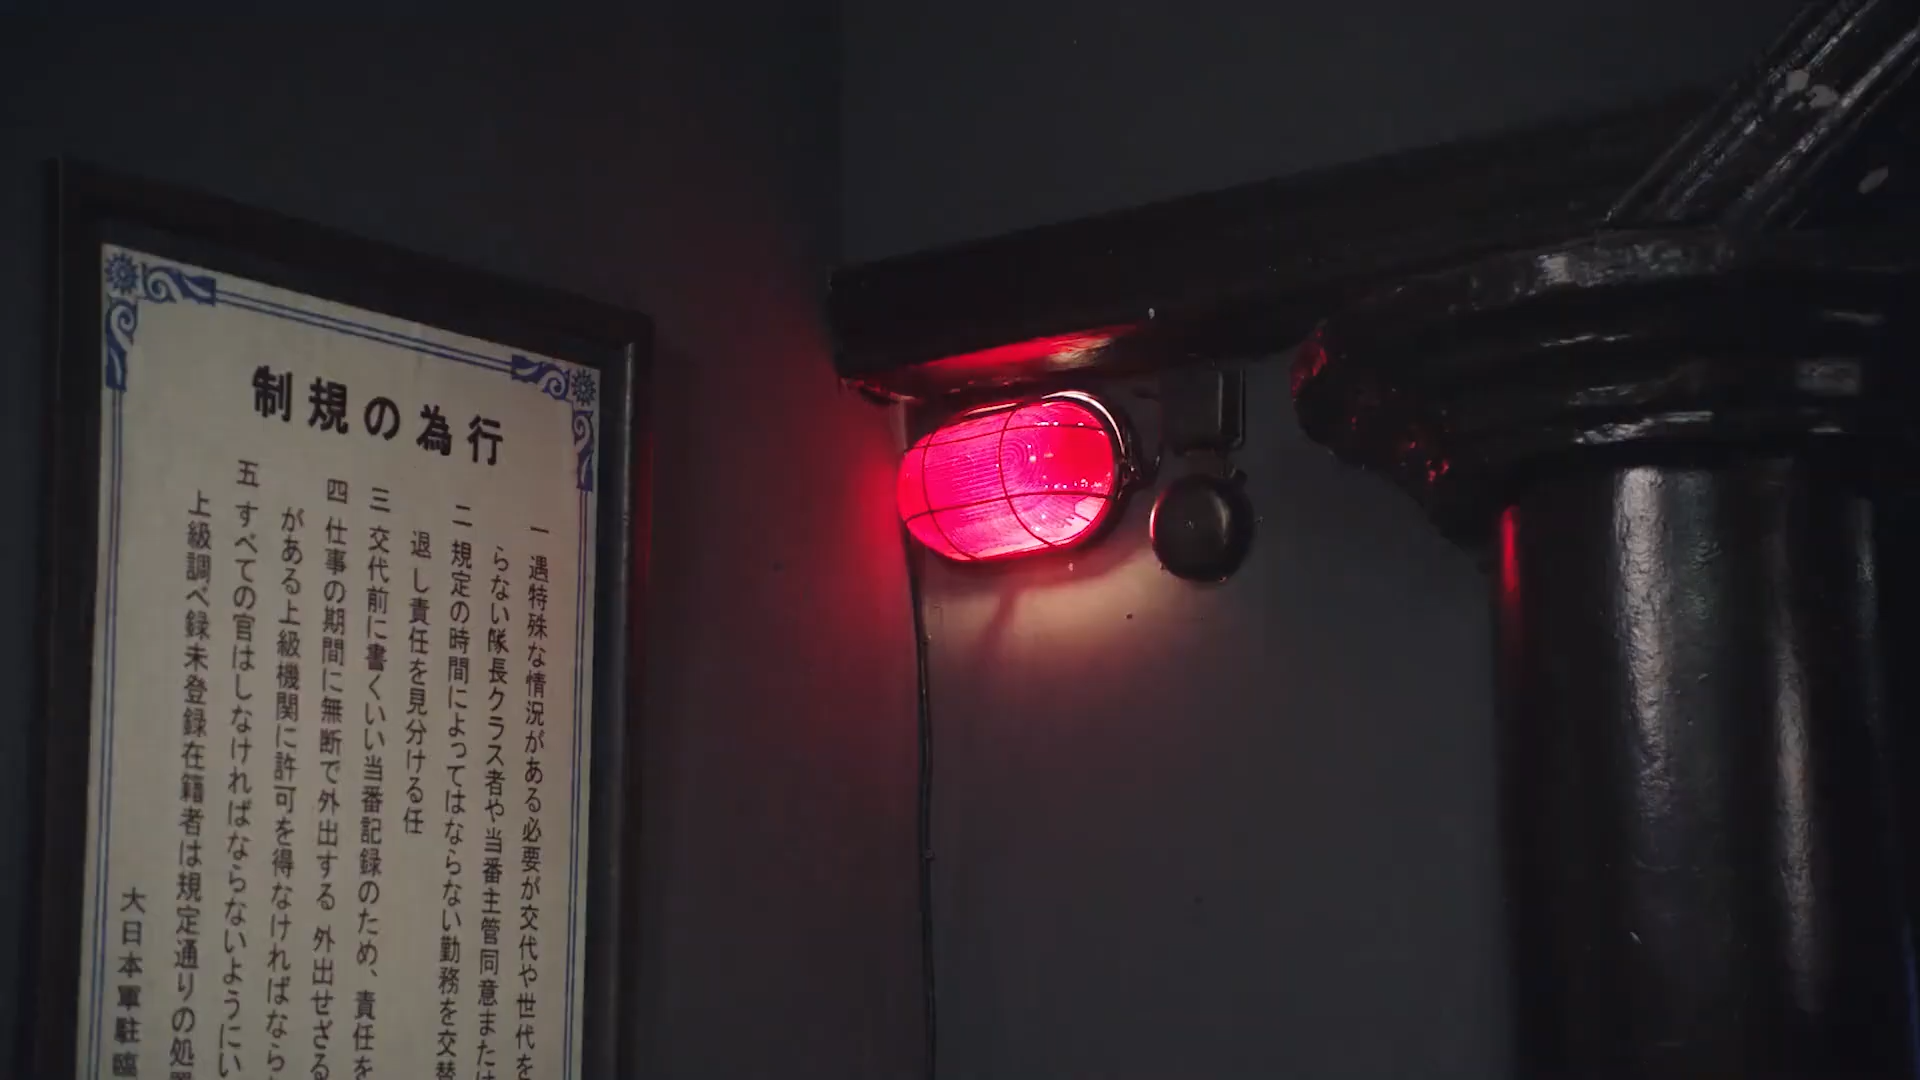 制規の為行
一 遇特殊な情況がある必要が交代や世代を
らない隊長クラス者や当番主管同意または
二 規定の時間によってはならない勤務を交替
退し責任を見分ける任
三 交代前に書くいい当番記録のため、責任を
四 仕事の期間に無断で外出する 外出せざる
がある上級機関に許可を得なければなら
五 すべての官はしなければならないようにい
上級調べ録未登録在籍者は規定通りの処
大日本軍駐臨